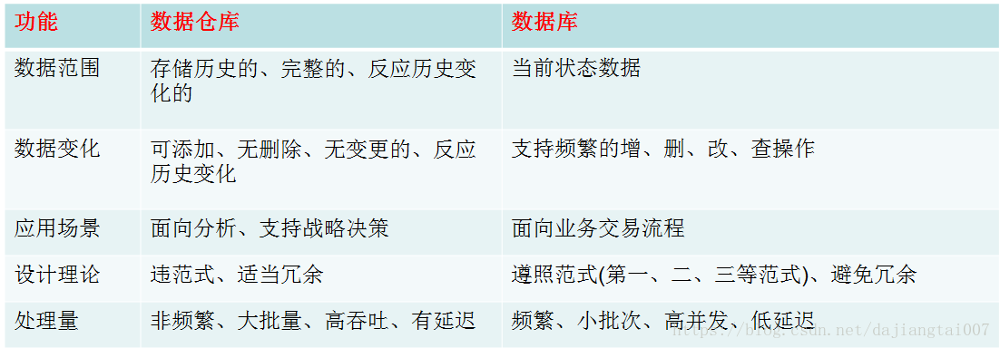 功能 数据仓库 数据库
数据范围 存储历史的、完整的、反应历史变 当前状态数据
化的
数据变化 可添加、无删除、无变更的、反应 支持频繁的增、删、改、查操作
历史变化
应用场景 面向分析、支持战略决策 面向业务交易流程
设计理论 违范式、适当冗余 遵照范式(第一、二、三等范式)、避免冗余
处理量 非频繁、大批量、高吞吐、有延迟 频繁、小批次、高并发、低延迟
https://blog.csdn.net/dajiangtai007